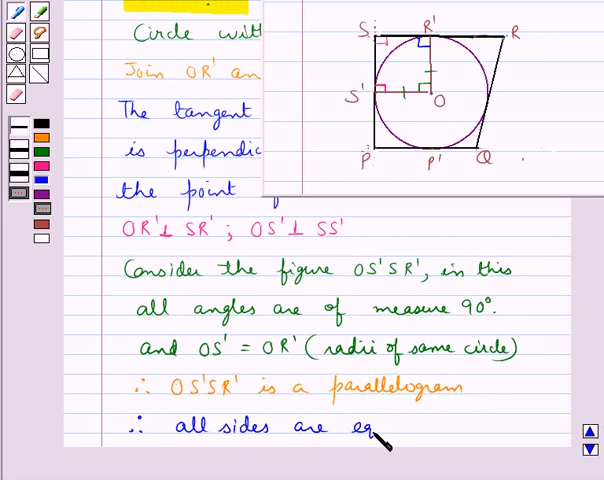 Circle with
Join OR' an
The tangent
is perpendic
the point
OR' ⊥ SR' ; OS' ⊥ SS'
Consider the figure OS'SR', in this
all angles are of measure 90°.
and OS' = OR' (radii of same circle)
∴ OS'SR' is a parallelogram
∴ all sides are eq
S R' R
S' O
P P' Q